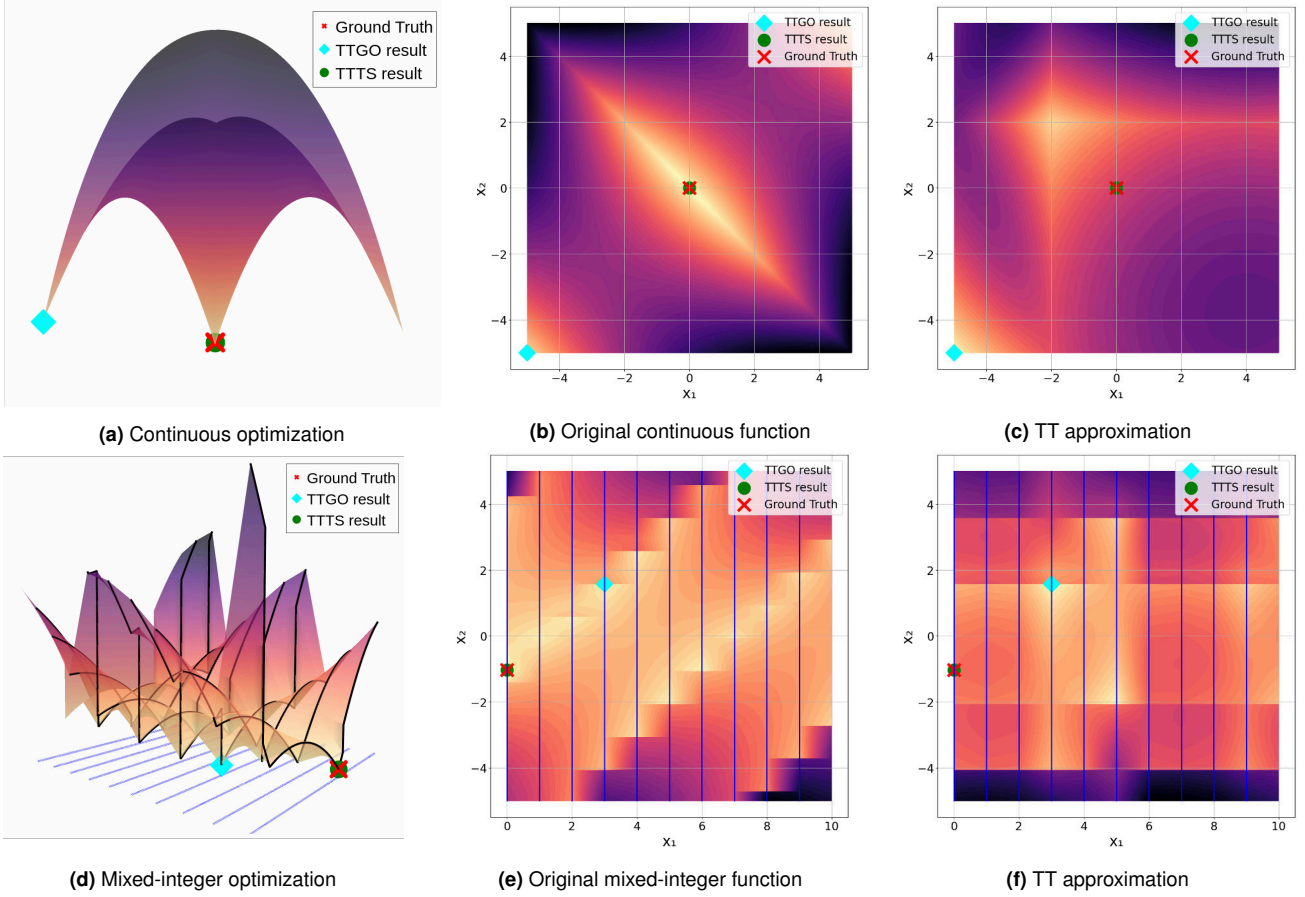 Ground Truth
TTGO result
TTTS result
(a) Continuous optimization
TTGO result
TTTS result
Ground Truth
4
2
0
−2
−4
x₂
−4 −2 0 2 4
x₁
(b) Original continuous function
TTGO result
TTTS result
Ground Truth
4
2
0
−2
−4
x₂
−4 −2 0 2 4
x₁
(c) TT approximation
Ground Truth
TTGO result
TTTS result
(d) Mixed-integer optimization
TTGO result
TTTS result
Ground Truth
4
2
0
−2
−4
x₂
0 2 4 6 8 10
x₁
(e) Original mixed-integer function
TTGO result
TTTS result
Ground Truth
4
2
0
−2
−4
x₂
0 2 4 6 8 10
x₁
(f) TT approximation